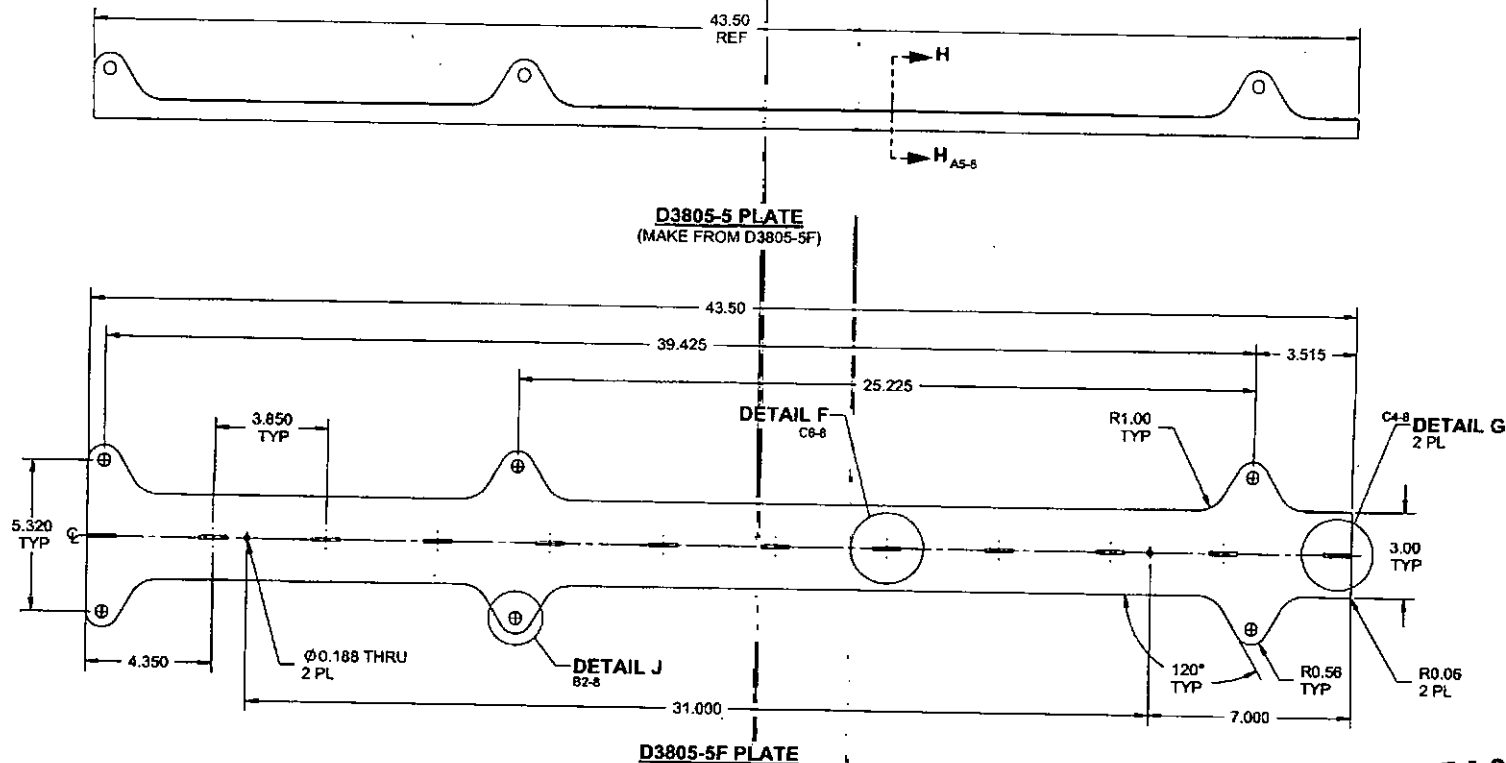 43.50
REF
H
H A5-8
D3805-5 PLATE
(MAKE FROM D3805-5F)
43.50
39.425
3.515
25.225
3.850
TYP
DETAIL F
C6-8
R1.00
TYP
C4-8 DETAIL G
2 PL
5.320
TYP
3.00
TYP
4.350
Ø0.188 THRU
2 PL
DETAIL J
B2-8
120°
TYP
R0.56
TYP
R0.06
2 PL
31.000
7.000
D3805-5F PLATE